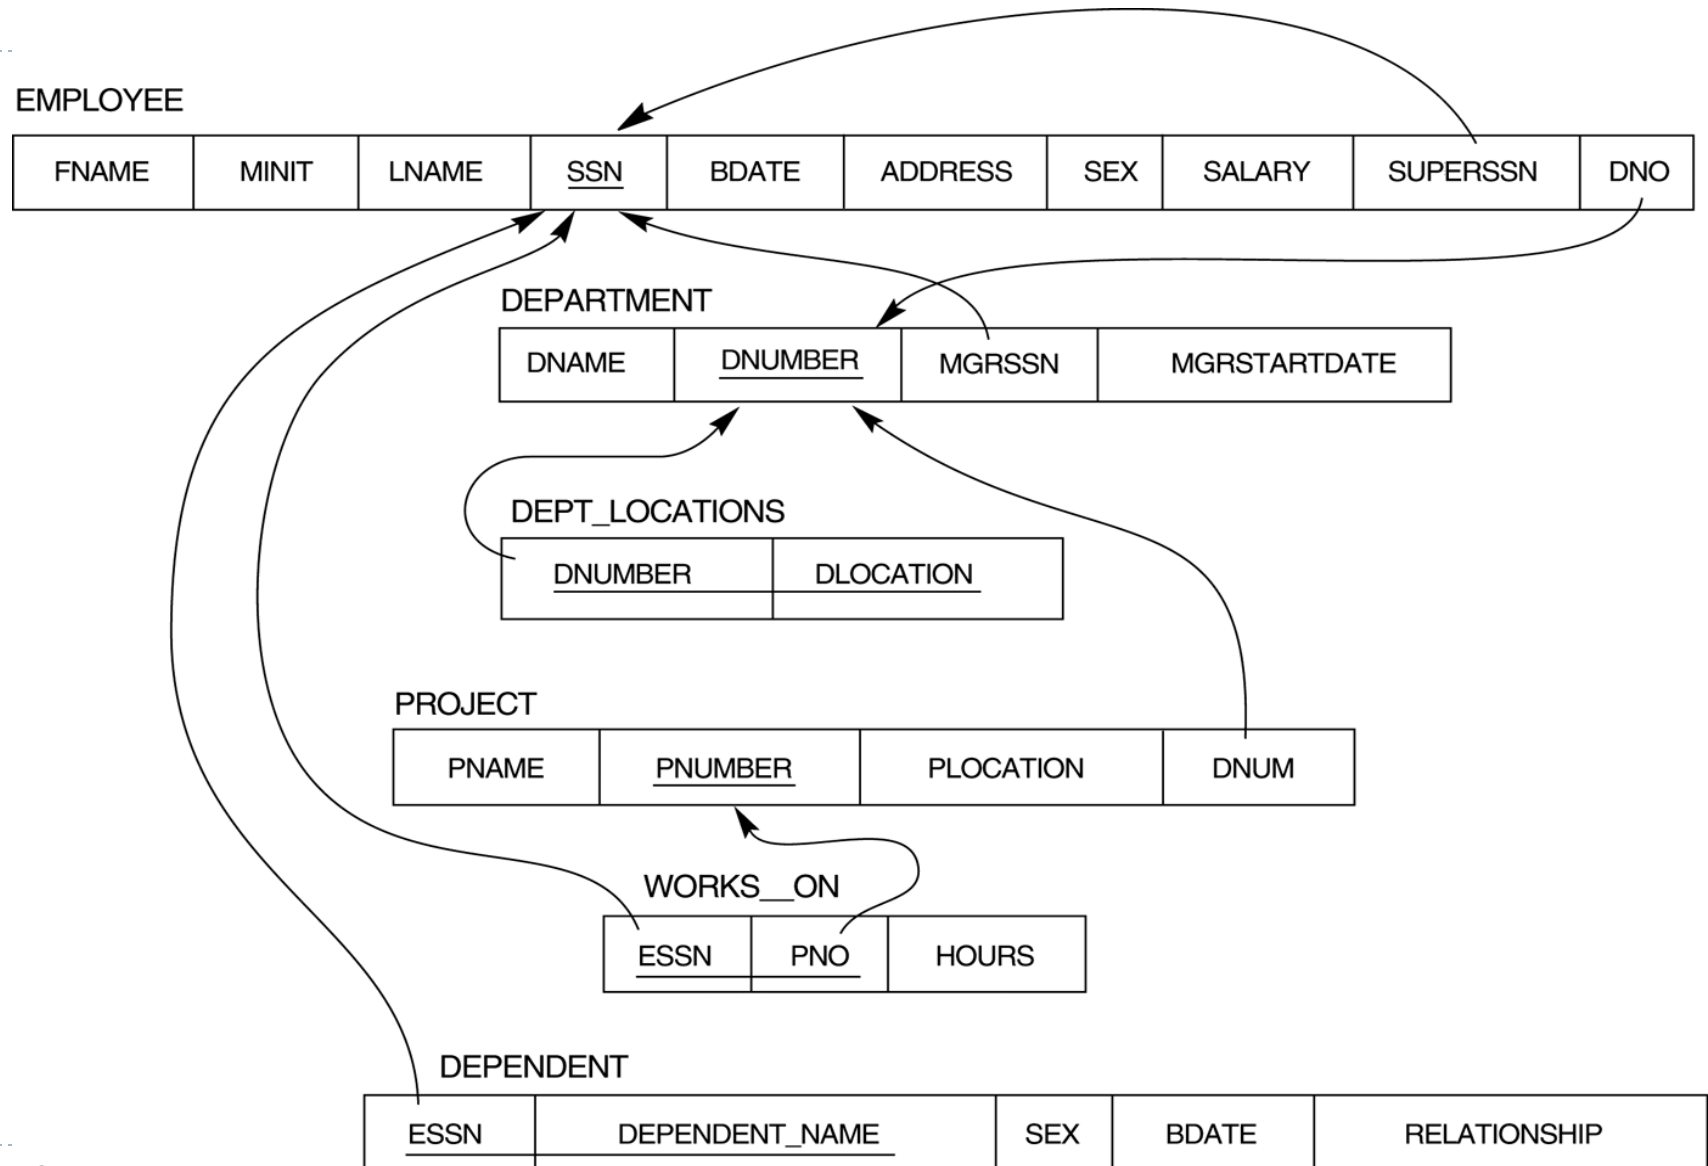 EMPLOYEE
FNAME MINIT LNAME SSN BDATE ADDRESS SEX SALARY SUPERSSN DNO
DEPARTMENT
DNAME DNUMBER MGRSSN MGRSTARTDATE
DEPT_LOCATIONS
DNUMBER DLOCATION
PROJECT
PNAME PNUMBER PLOCATION DNUM
WORKS__ON
ESSN PNO HOURS
DEPENDENT
ESSN DEPENDENT_NAME SEX BDATE RELATIONSHIP